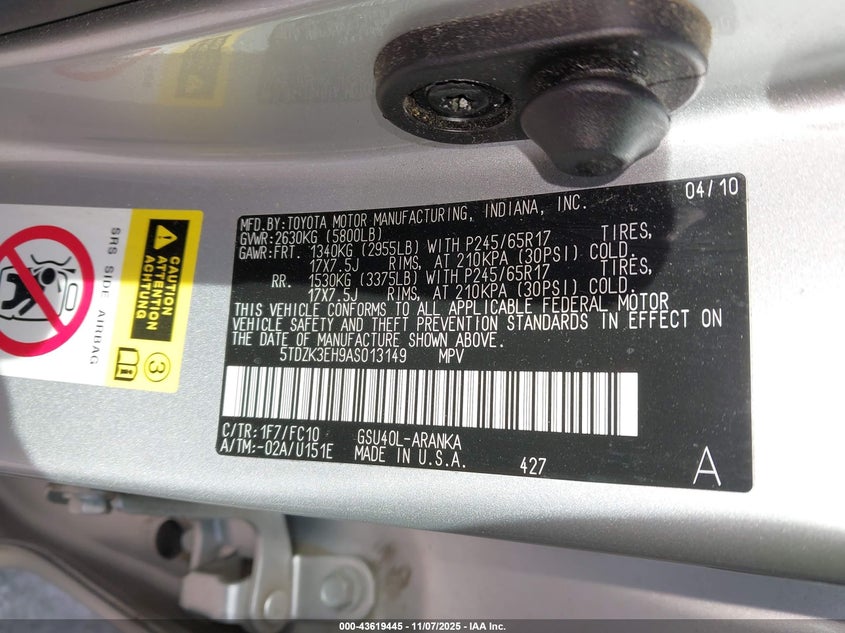 04/10
MFD.BY:TOYOTA MOTOR MANUFACTURING, INDIANA, INC.
GVWR:2630KG (5800LB)
GAWR:FRT. 1340KG (2955LB) WITH P245/65R17 TIRES,
17X7.5J RIMS, AT 210KPA (30PSI) COLD.
RR. 1530KG (3375LB) WITH P245/65R17 TIRES,
17X7.5J RIMS, AT 210KPA (30PSI) COLD.
THIS VEHICLE CONFORMS TO ALL APPLICABLE FEDERAL MOTOR
VEHICLE SAFETY AND THEFT PREVENTION STANDARDS IN EFFECT ON
THE DATE OF MANUFACTURE SHOWN ABOVE.
5TDZK3EH9AS013149 MPV
C/TR:1F7/FC10 GSU40L-ARANKA
A/TM:-02A/U151E MADE IN U.S.A. 427
A
SRS SIDE AIRBAG
CAUTION
ATTENTION
ACHTUNG
3
000-43619445 - 11/07/2025 - IAA Inc.